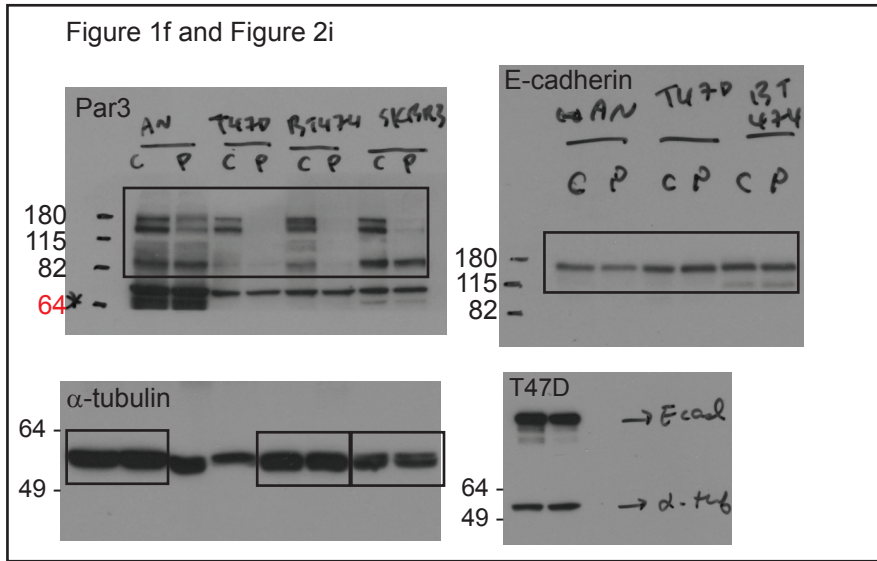 Figure 1f and Figure 2i
Par3
AN T47D BT474 SKBR3
C P C P C P C P
180
115
82
64*
E-cadherin
AN T47D BT
474
C P C P C P
180
115
82
α-tubulin
64
49
T47D
→ Ecad
64
49
→ α-tub